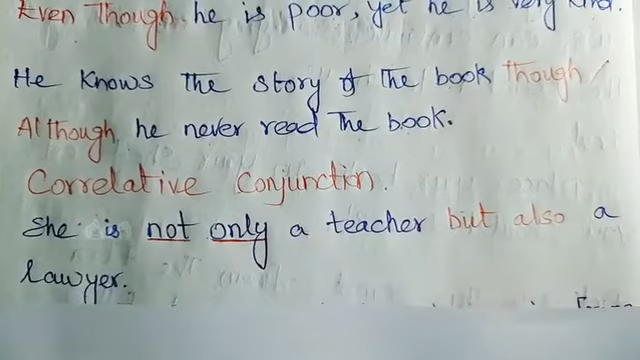 Even Though he is poor, yet he is very kind.
He knows the story of the book though /
Although he never read the book.
Correlative Conjunction.
She is not only a teacher but also a
lawyer.